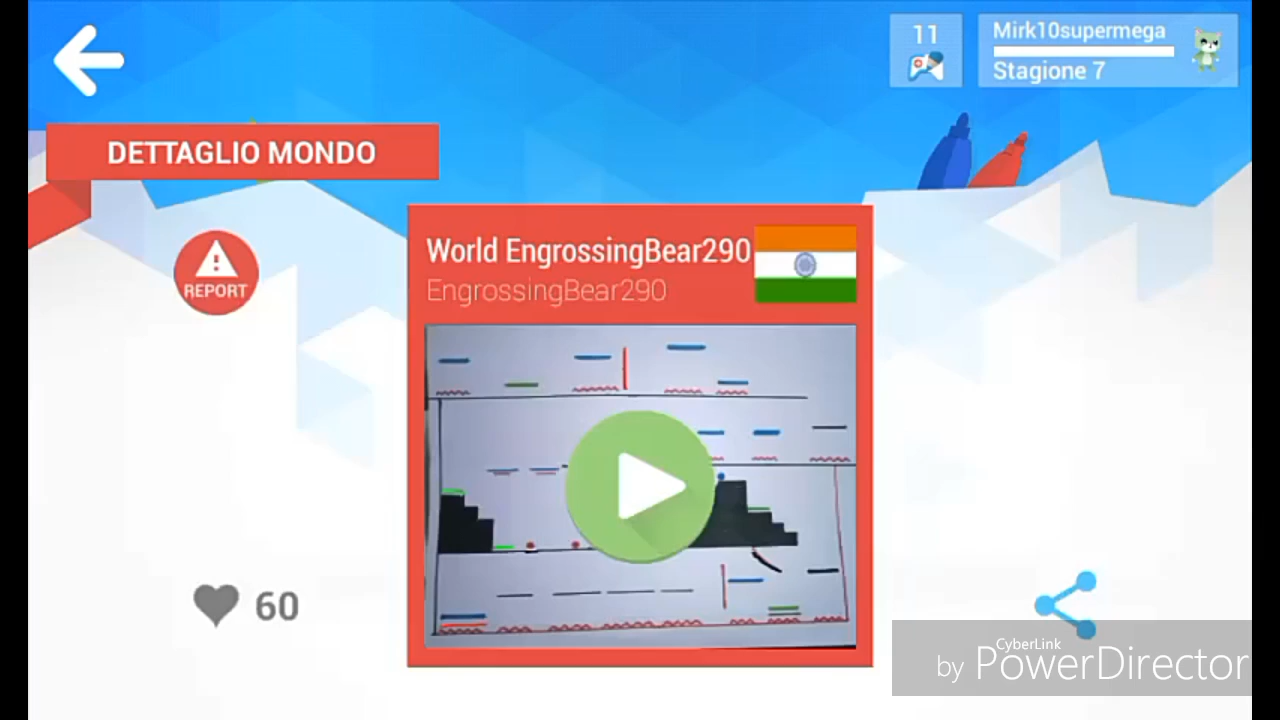 11
Mirk10supermega
Stagione 7
DETTAGLIO MONDO
REPORT
World EngrossingBear290
EngrossingBear290
60
CyberLink
by PowerDirector